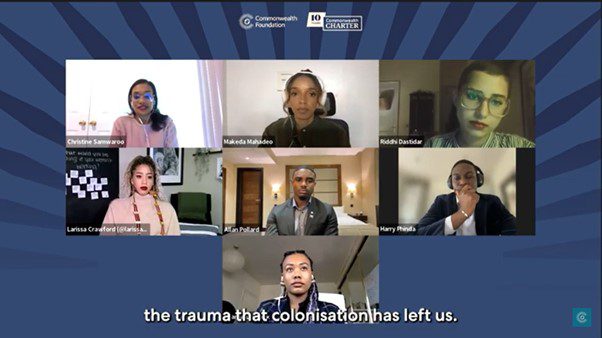 Commonwealth
Foundation
10
Commonwealth
CHARTER
Christine Samwaroo
Makeda Mahadeo
Riddhi Dastidar
Larissa Crawford (@larissa...
Allan Pollard
Harry Phinda
the trauma that colonisation has left us.